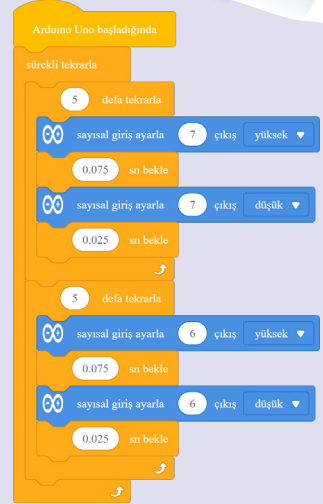 Arduino Uno başladığında
sürekli tekrarla
5 defa tekrarla
sayısal giriş ayarla 7 çıkış yüksek
0.075 sn bekle
sayısal giriş ayarla 7 çıkış düşük
0.025 sn bekle
5 defa tekrarla
sayısal giriş ayarla 6 çıkış yüksek
0.075 sn bekle
sayısal giriş ayarla 6 çıkış düşük
0.025 sn bekle